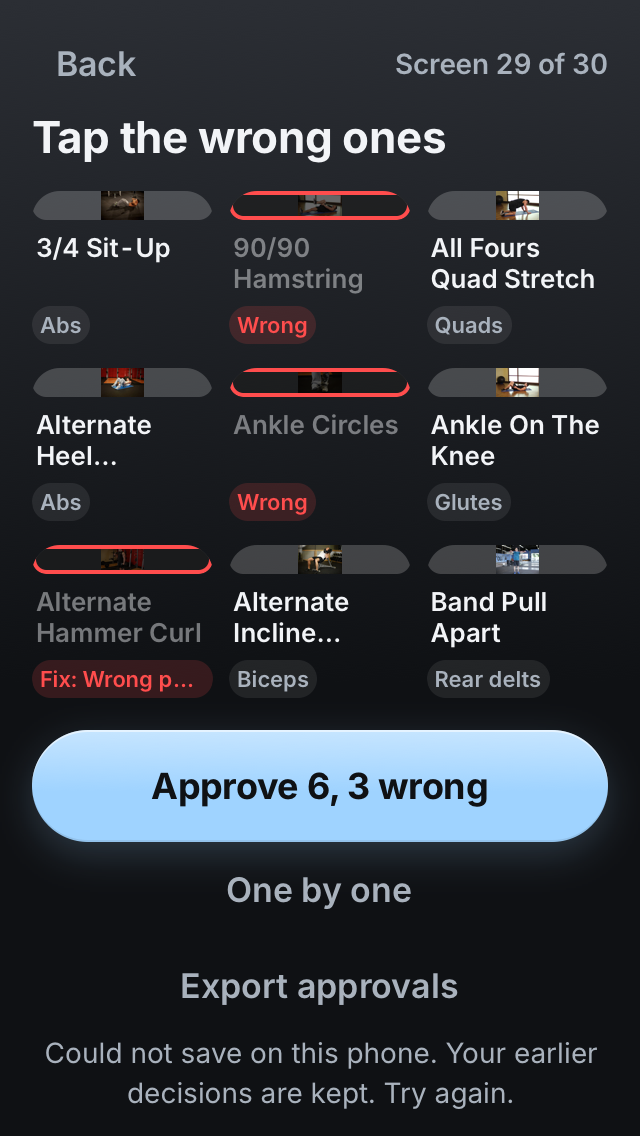 Back
Screen 29 of 30
Tap the wrong ones
3/4 Sit-Up
Abs
90/90
Hamstring
Wrong
All Fours
Quad Stretch
Quads
Alternate
Heel...
Abs
Ankle Circles
Wrong
Ankle On The
Knee
Glutes
Alternate
Hammer Curl
Fix: Wrong p...
Alternate
Incline...
Biceps
Band Pull
Apart
Rear delts
Approve 6, 3 wrong
One by one
Export approvals
Could not save on this phone. Your earlier
decisions are kept. Try again.